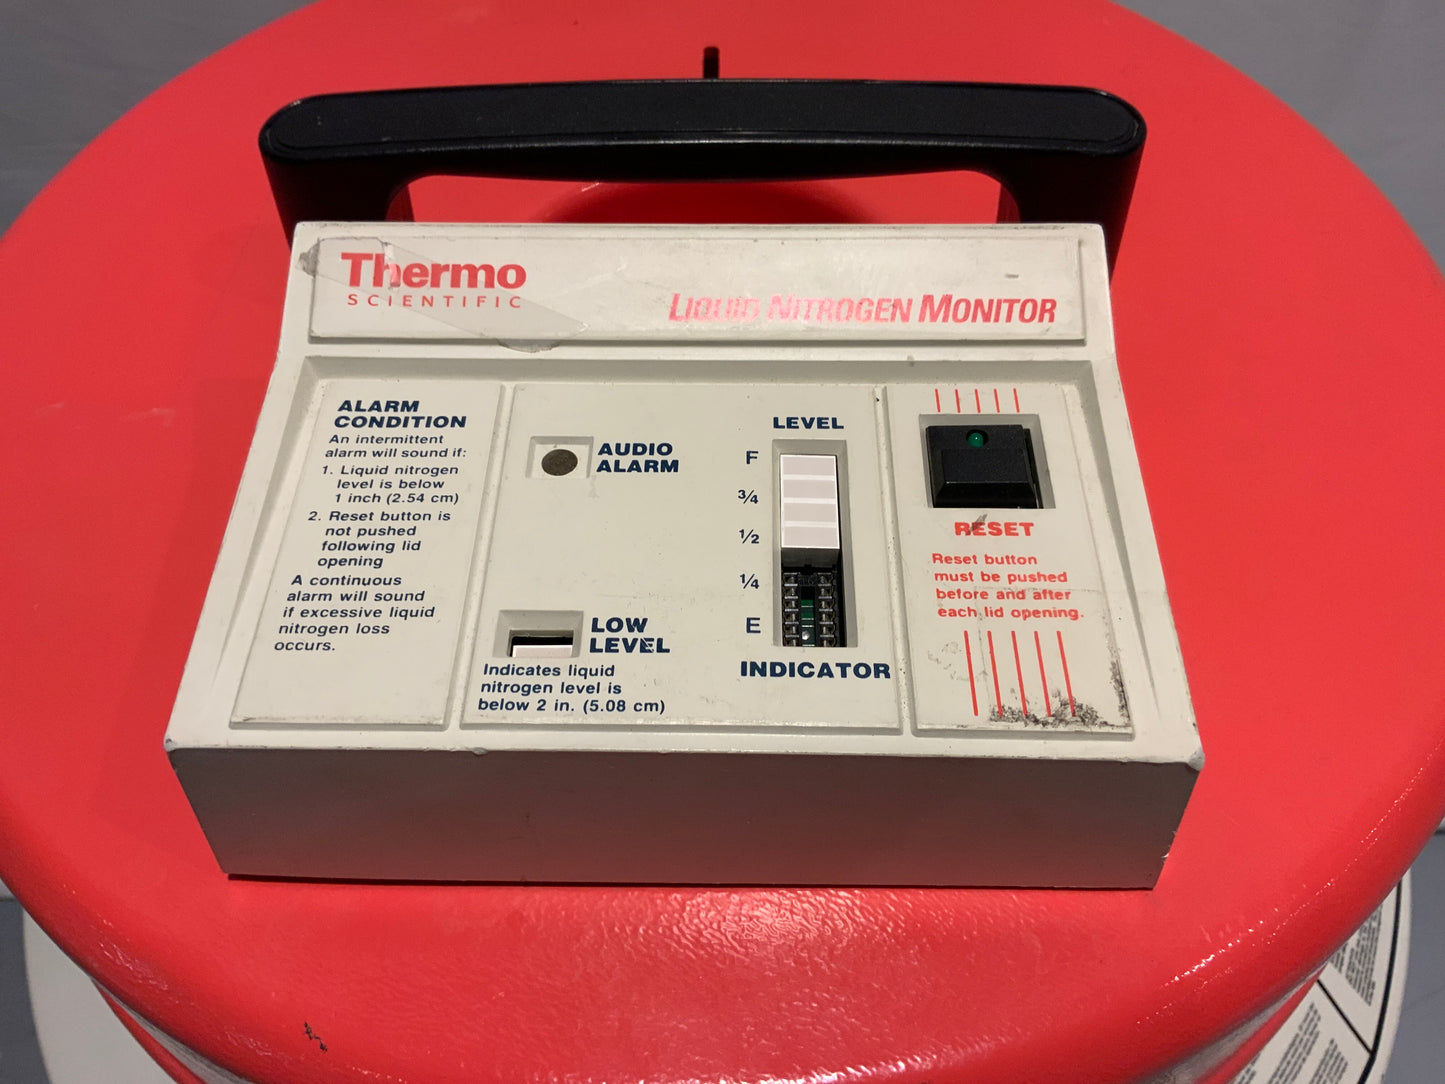 Thermo
SCIENTIFIC
LIQUID NITROGEN MONITOR
ALARM
CONDITION
An intermittent
alarm will sound if:
1. Liquid nitrogen
level is below
1 inch (2.54 cm)
2. Reset button is
not pushed
following lid
opening
A continuous
alarm will sound
if excessive liquid
nitrogen loss
occurs.
AUDIO
ALARM
LOW
LEVEL
Indicates liquid
nitrogen level is
below 2 in. (5.08 cm)
LEVEL
F
¾
½
¼
E
INDICATOR
RESET
Reset button
must be pushed
before and after
each lid opening.